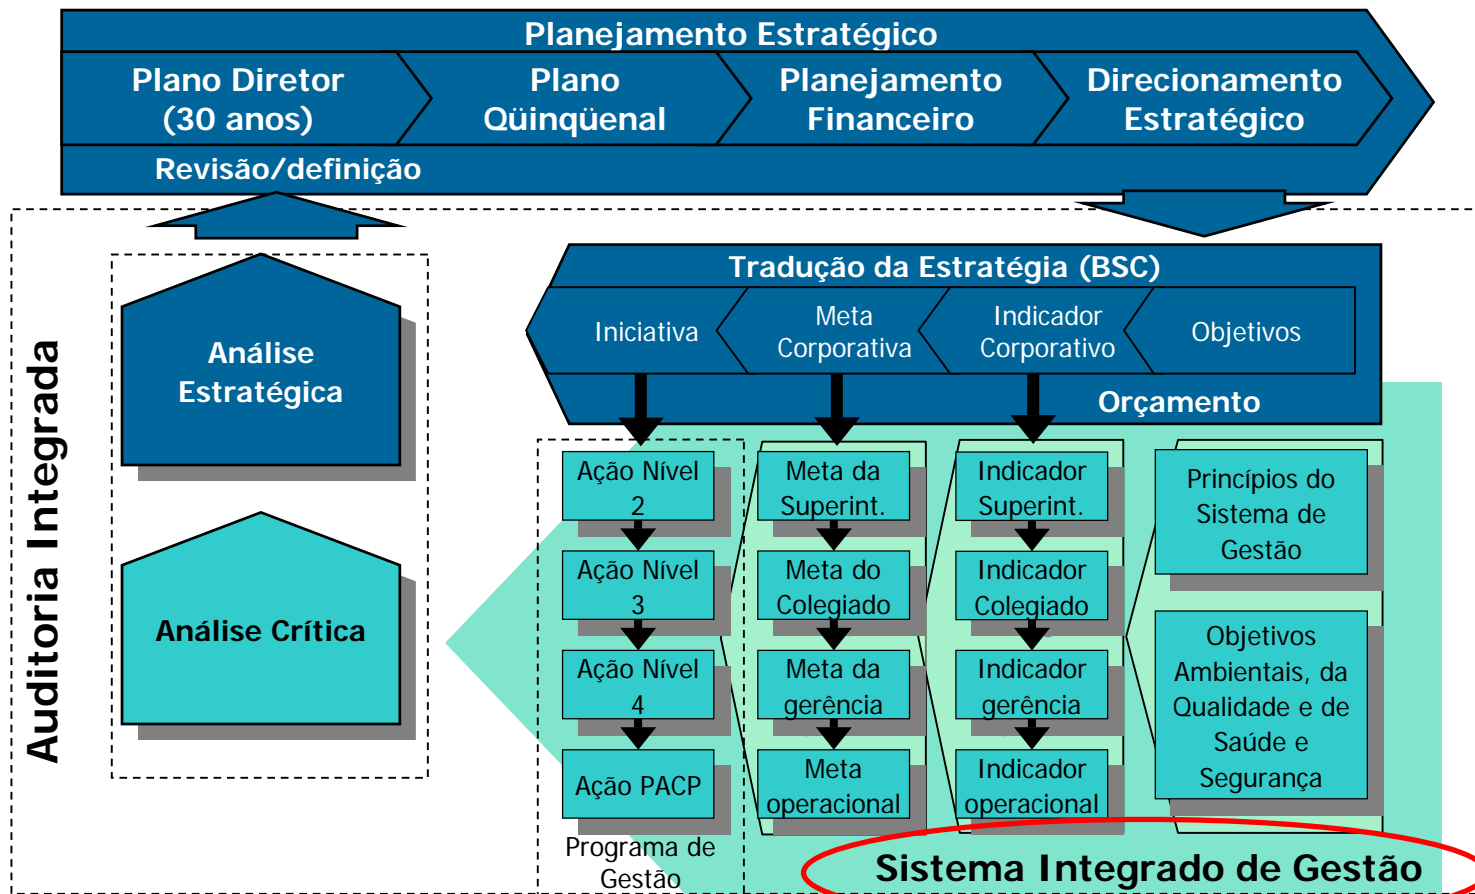 Planejamento Estratégico
Plano Diretor
(30 anos)
Plano
Qüinqüenal
Planejamento
Financeiro
Direcionamento
Estratégico
Revisão/definição
Auditoria Integrada
Análise
Estratégica
Análise Crítica
Tradução da Estratégia (BSC)
Iniciativa
Meta
Corporativa
Indicador
Corporativo
Objetivos
Orçamento
Ação Nível
2
Ação Nível
3
Ação Nível
4
Ação PACP
Programa de
Gestão
Meta da
Superint.
Meta do
Colegiado
Meta da
gerência
Meta
operacional
Indicador
Superint.
Indicador
Colegiado
Indicador
gerência
Indicador
operacional
Princípios do
Sistema de
Gestão
Objetivos
Ambientais, da
Qualidade e de
Saúde e
Segurança
Sistema Integrado de Gestão